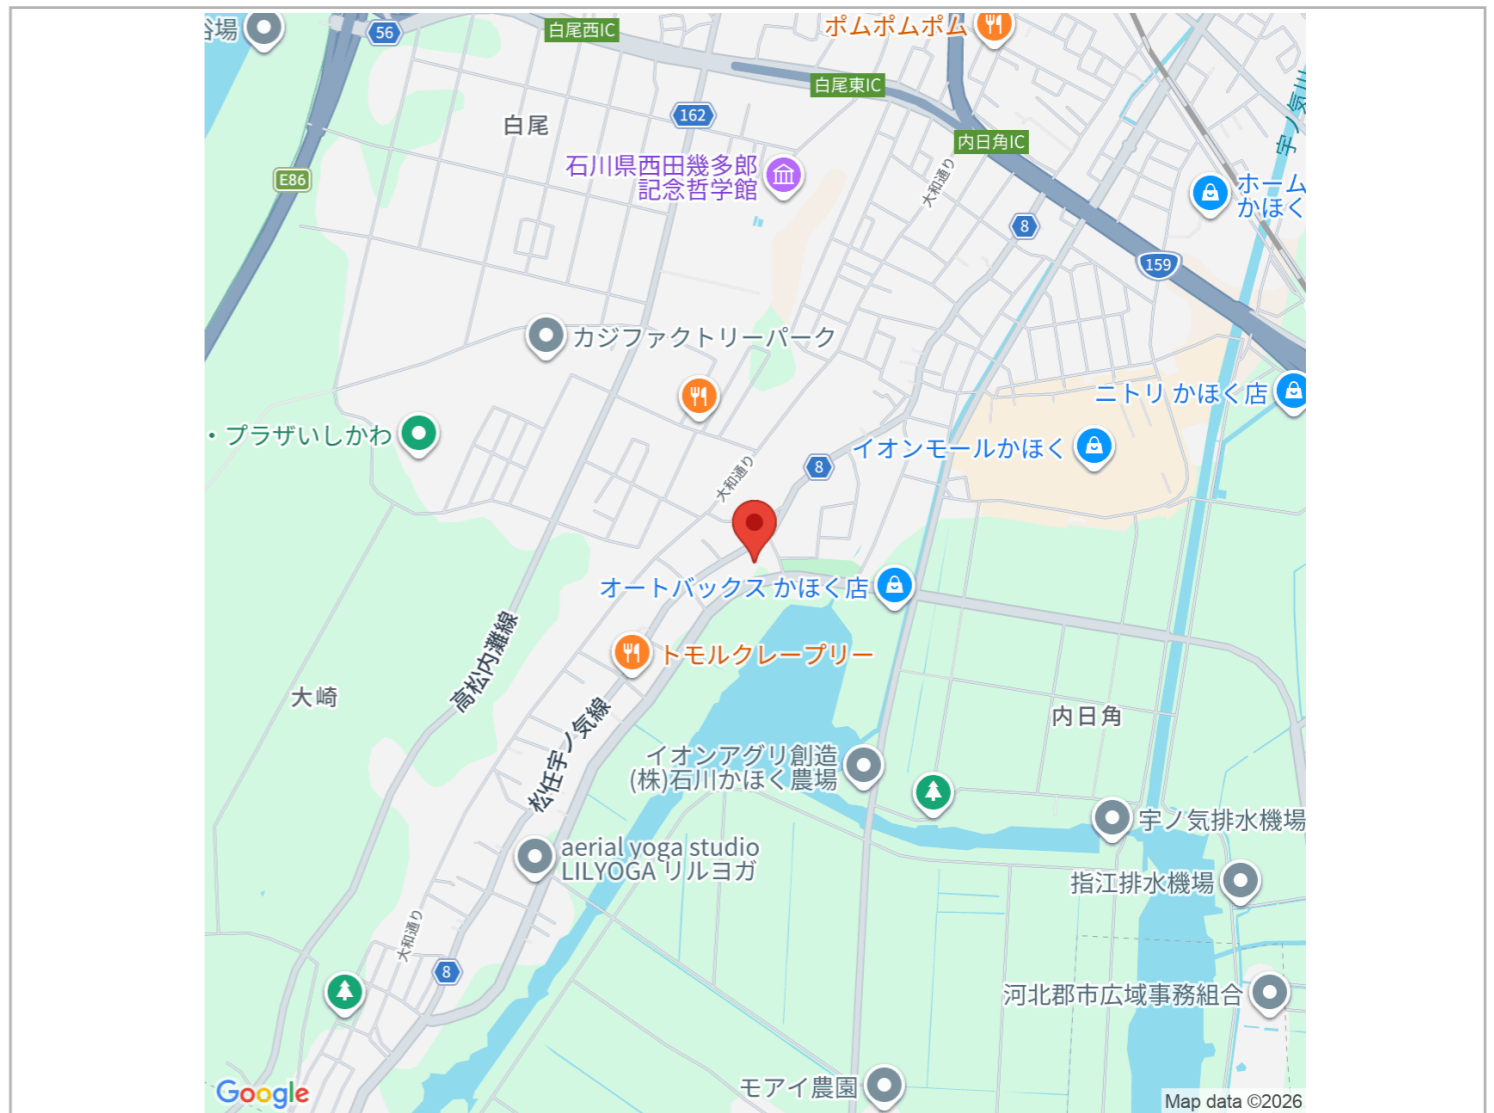 谷場
56
白尾西IC
ポムポムポム
白尾東IC
162
白尾
内日角IC
宇ノ気川
石川県西田幾多郎
記念哲学館
大和通り
E86
ホーム
かほく
8
159
カジファクトリーパーク
ニトリ かほく店
・プラザいしかわ
イオンモールかほく
大和通り
8
オートバックス かほく店
高松内灘線
トモルクレープリー
大崎
内日角
松任宇ノ気線
イオンアグリ創造
(株)石川かほく農場
宇ノ気排水機場
aerial yoga studio
LILYOGA リルヨガ
指江排水機場
大和通り
8
河北郡市広域事務組合
モアイ農園
Google
Map data ©2026